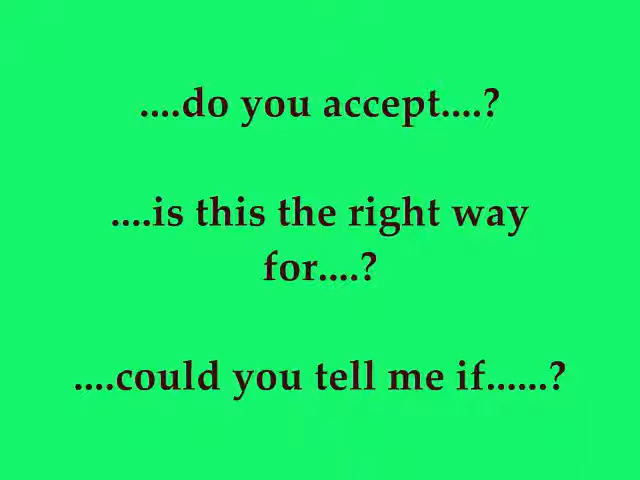 ....do you accept....?
....is this the right way
for....?
....could you tell me if......?